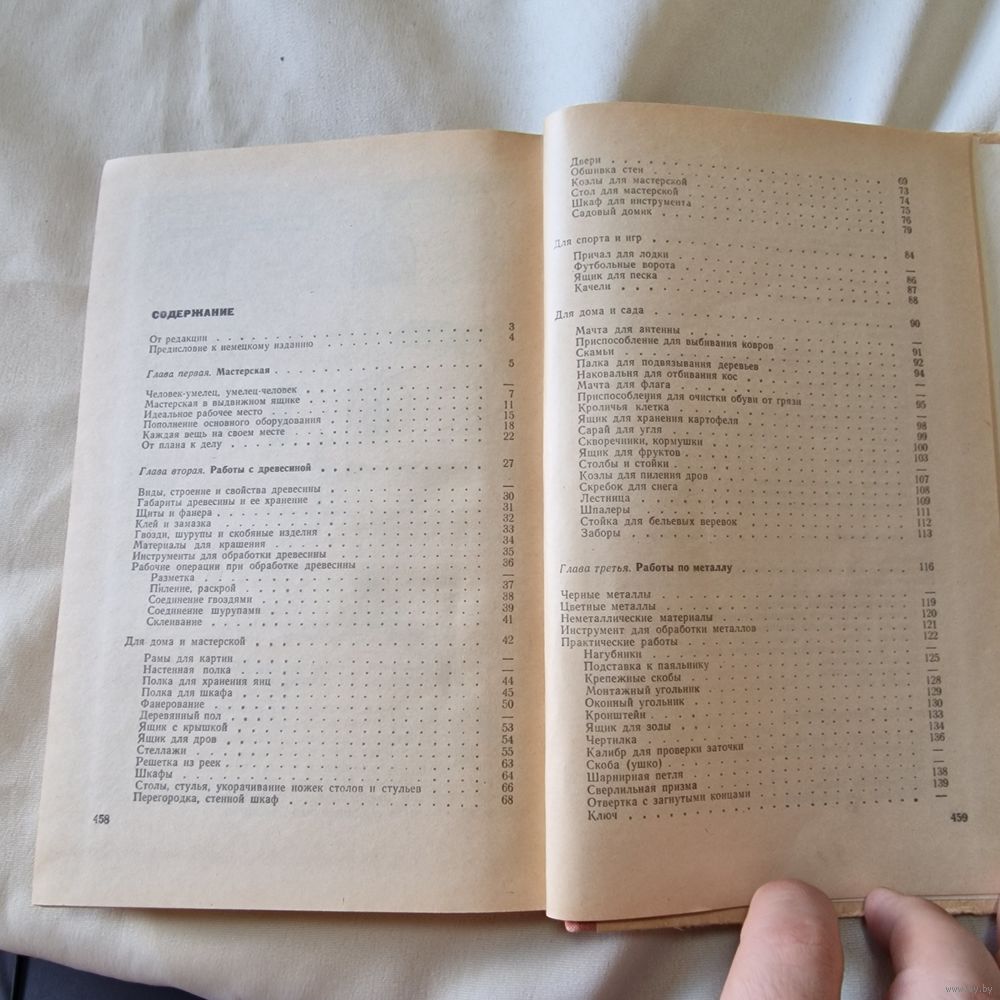 СОДЕРЖАНИЕ
От редакции 3
Предисловие к немецкому изданию 4
Глава первая. Мастерская 5
Человек-умелец, умелец-человек —
Мастерская в выдвижном ящике 7
Идеальное рабочее место 11
Пополнение основного оборудования 15
Каждая вещь на своем месте 18
От плана к делу 22
Глава вторая. Работы с древесиной 27
Виды, строение и свойства древесины —
Габариты древесины и ее хранение 30
Щиты и фанера 31
Клей и замазка 32
Гвозди, шурупы и скобяные изделия 33
Материалы для крашения 34
Инструменты для обработки древесины 35
Рабочие операции при обработке древесины 36
Разметка —
Пиление, раскрой 37
Соединение гвоздями 38
Соединение шурупами 39
Склеивание 41
Для дома и мастерской 42
Рамы для картин —
Настенная полка —
Полка для хранения яиц 44
Полка для шкафа 45
Фанерование 50
Деревянный пол —
Ящик с крышкой 53
Ящик для дров 54
Стеллажи 55
Решетка из реек 63
Шкафы 64
Столы, стулья, укорачивание ножек столов и стульев 66
Перегородка, стенной шкаф 68
458
Двери 69
Обшивка стен 73
Козлы для мастерской 74
Стол для мастерской 75
Шкаф для инструмента 76
Садовый домик 79
Для спорта и игр 84
Причал для лодки —
Футбольные ворота 86
Ящик для песка 87
Качели 88
Для дома и сада 90
Мачта для антенны —
Приспособление для выбивания ковров 91
Скамьи 92
Палка для подвязывания деревьев 94
Наковальня для отбивания кос —
Мачта для флага —
Приспособления для очистки обуви от грязи 95
Кроличья клетка —
Ящик для хранения картофеля 98
Сарай для угля 99
Скворечники, кормушки 100
Ящик для фруктов 103
Столбы и стойки —
Козлы для пиления дров 107
Скребок для снега 108
Лестница 109
Шпалеры 111
Стойка для бельевых веревок 112
Заборы 113
Глава третья. Работы по металлу 116
Черные металлы —
Цветные металлы 119
Неметаллические материалы 120
Инструмент для обработки металлов 121
Практические работы 122
Нагубники —
Подставка к паяльнику 125
Крепежные скобы —
Монтажный угольник 128
Оконный угольник 129
Кронштейн 130
Ящик для золы 133
Чертилка 134
Калибр для проверки заточки 136
Скоба (ушко) —
Шарнирная петля —
Сверлильная призма 138
Отвертка с загнутыми концами 139
Ключ —
459